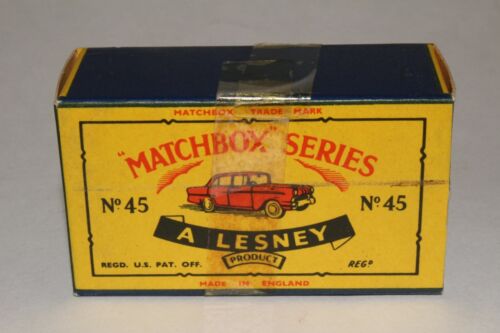 MATCHBOX TRADE MARK
"MATCHBOX" SERIES
Nº 45 Nº 45
A LESNEY
PRODUCT
REGD. U.S. PAT. OFF. REGᴰ
MADE IN ENGLAND